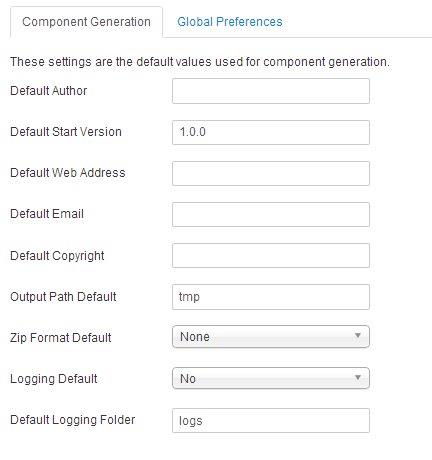 Component Generation Global Preferences
These settings are the default values used for component generation.
Default Author
Default Start Version 1.0.0
Default Web Address
Default Email
Default Copyright
Output Path Default tmp
Zip Format Default None
Logging Default No
Default Logging Folder logs